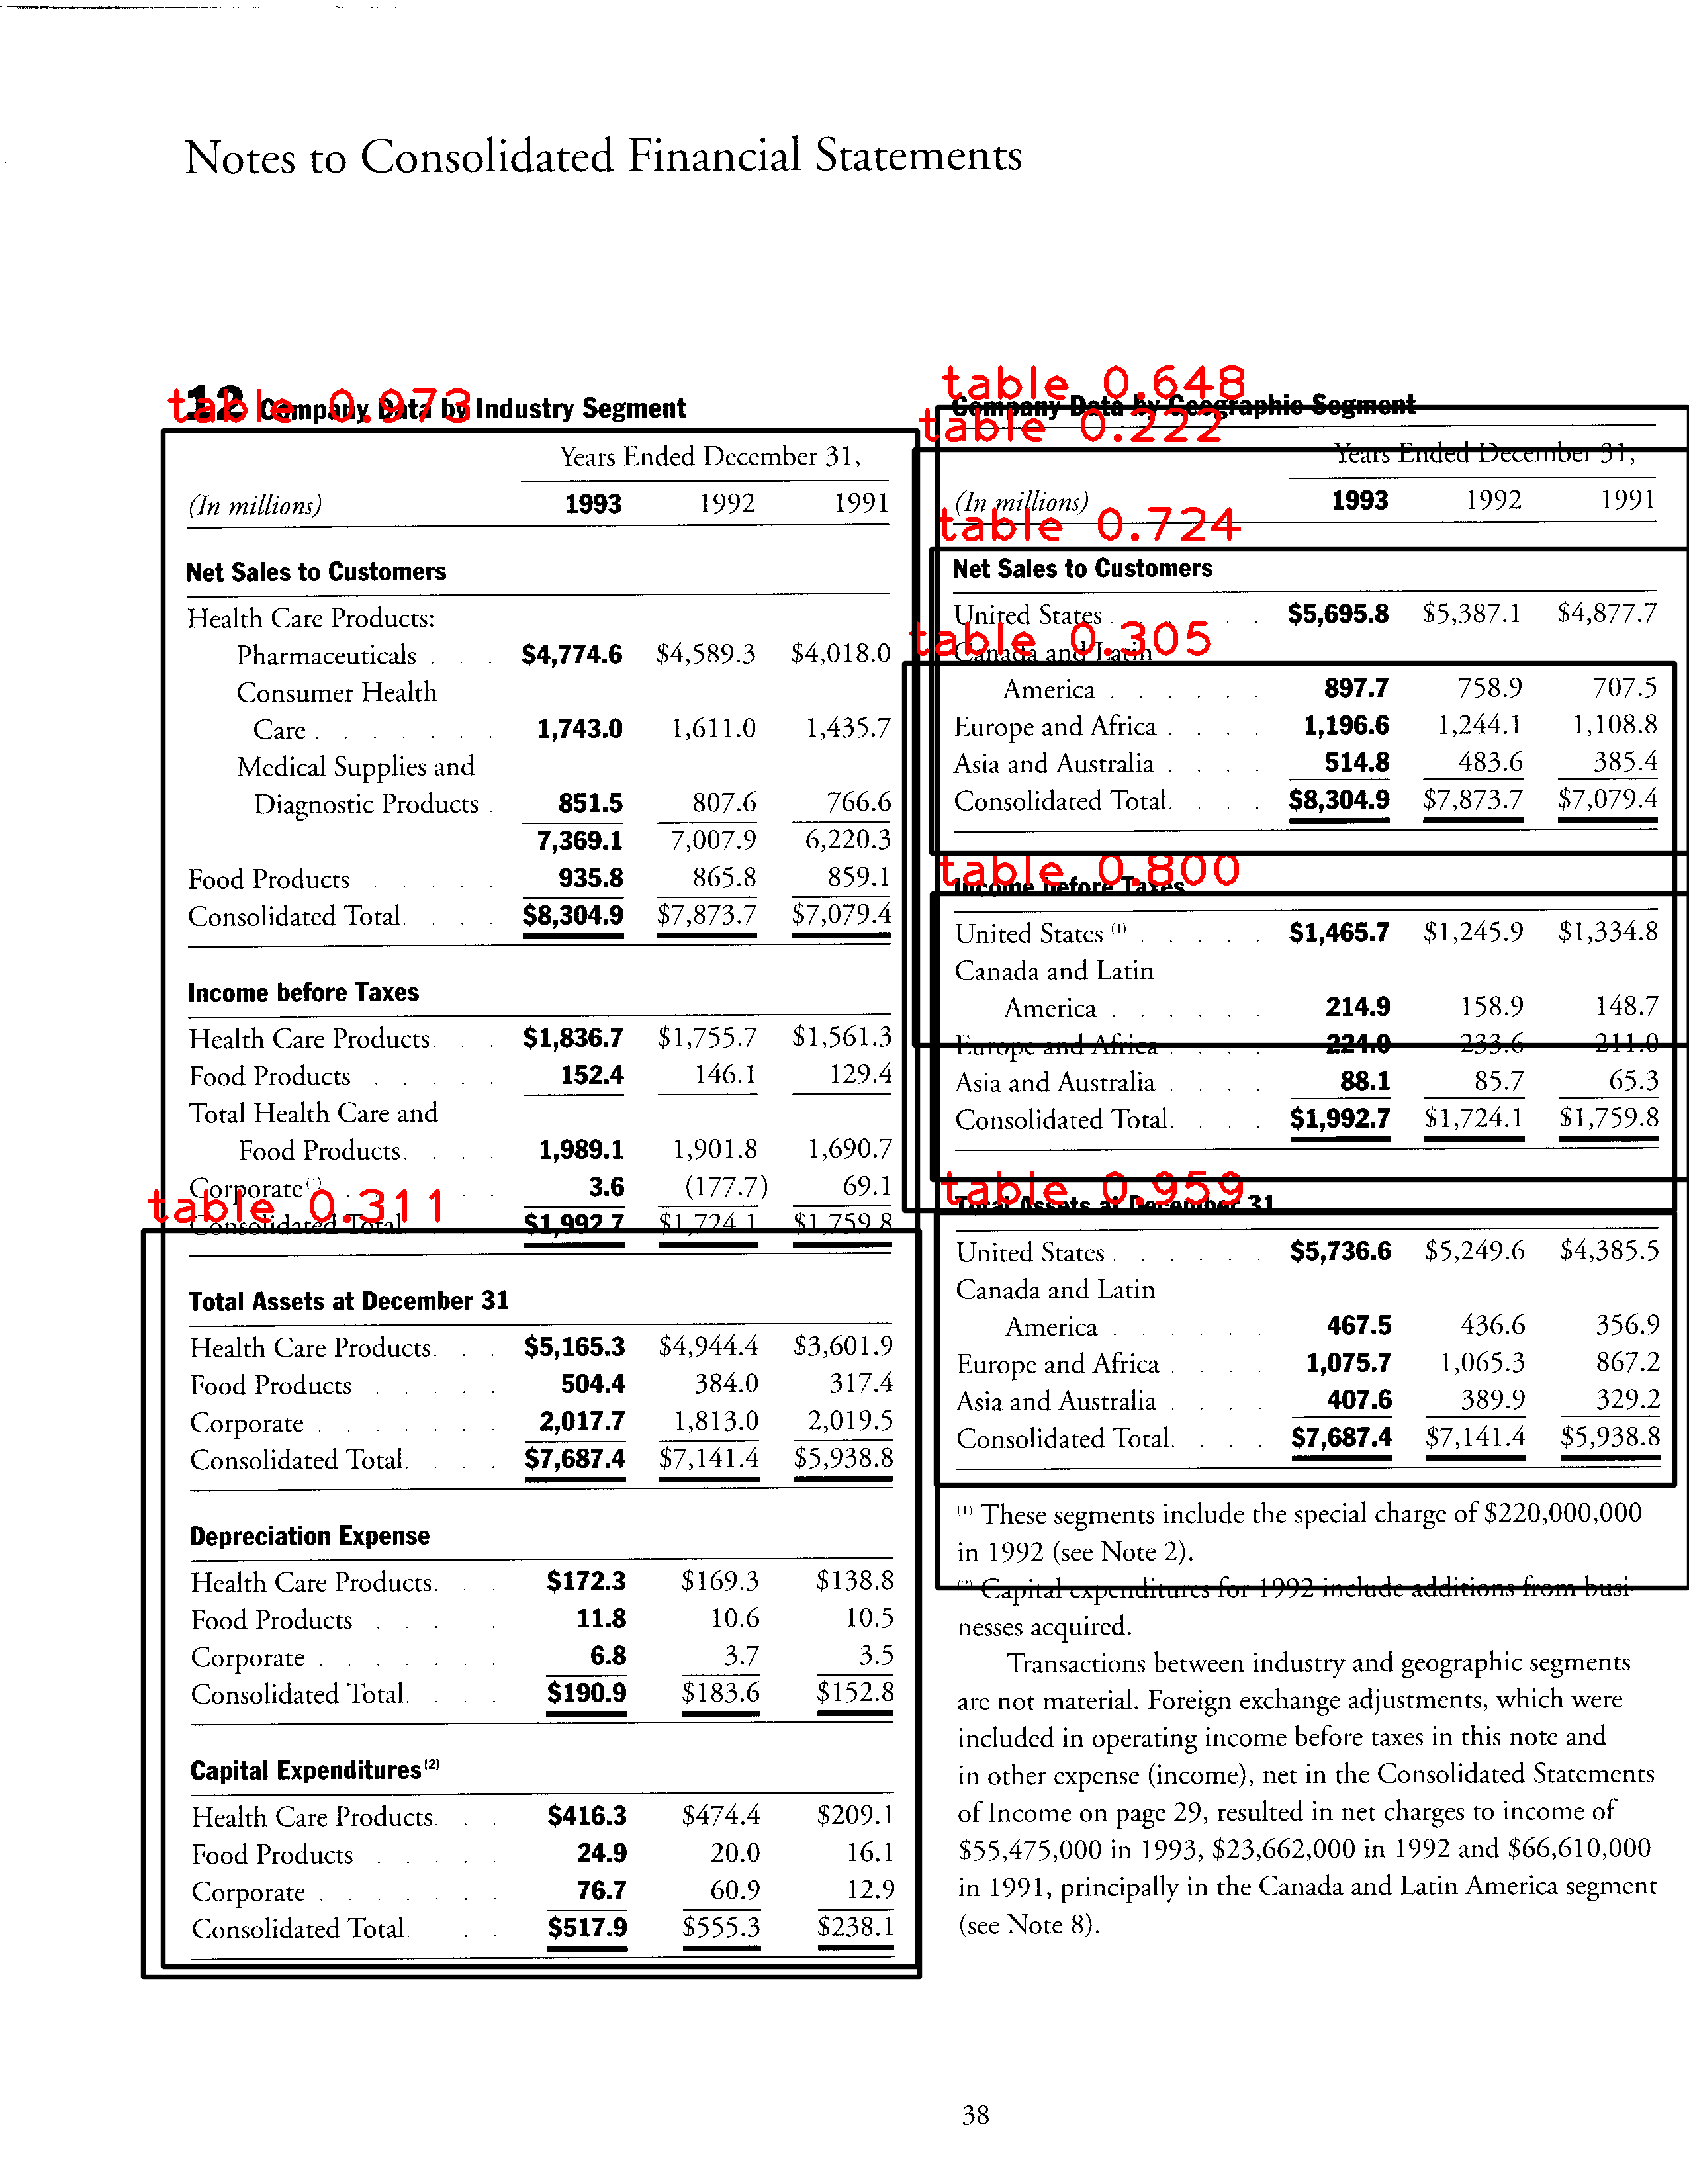 Notes to Consolidated Financial Statements
12 Company Data by Industry Segment
table 0.973
Years Ended December 31,
(In millions) 1993 1992 1991
Net Sales to Customers
Health Care Products:
Pharmaceuticals . . . $4,774.6 $4,589.3 $4,018.0
Consumer Health
Care . . . . . . . 1,743.0 1,611.0 1,435.7
Medical Supplies and
Diagnostic Products . 851.5 807.6 766.6
7,369.1 7,007.9 6,220.3
Food Products . . . . . 935.8 865.8 859.1
Consolidated Total. . . . $8,304.9 $7,873.7 $7,079.4
Income before Taxes
Health Care Products. . . $1,836.7 $1,755.7 $1,561.3
Food Products . . . . . 152.4 146.1 129.4
Total Health Care and
Food Products. . . . 1,989.1 1,901.8 1,690.7
Corporate (1) . . . . . 3.6 (177.7) 69.1
table 0.311
Consolidated Total $1,992.7 $1,724.1 $1,759.8
Total Assets at December 31
Health Care Products. . . $5,165.3 $4,944.4 $3,601.9
Food Products . . . . . 504.4 384.0 317.4
Corporate . . . . . . . 2,017.7 1,813.0 2,019.5
Consolidated Total. . . . $7,687.4 $7,141.4 $5,938.8
Depreciation Expense
Health Care Products. . . $172.3 $169.3 $138.8
Food Products . . . . . 11.8 10.6 10.5
Corporate . . . . . . . 6.8 3.7 3.5
Consolidated Total. . . . $190.9 $183.6 $152.8
Capital Expenditures (2)
Health Care Products. . . $416.3 $474.4 $209.1
Food Products . . . . . 24.9 20.0 16.1
Corporate . . . . . . . 76.7 60.9 12.9
Consolidated Total. . . . $517.9 $555.3 $238.1
table 0.648
Company Data by Geographic Segment
table 0.222
Years Ended December 31,
(In millions) 1993 1992 1991
table 0.724
Net Sales to Customers
United States . . . . . $5,695.8 $5,387.1 $4,877.7
table 0.305
Canada and Latin
America . . . . . . 897.7 758.9 707.5
Europe and Africa . . . . 1,196.6 1,244.1 1,108.8
Asia and Australia . . . . 514.8 483.6 385.4
Consolidated Total. . . . $8,304.9 $7,873.7 $7,079.4
table 0.800
Income before Taxes
United States (1) . . . . . $1,465.7 $1,245.9 $1,334.8
Canada and Latin
America . . . . . . 214.9 158.9 148.7
Europe and Africa . . . . 224.0 233.6 211.0
Asia and Australia . . . . 88.1 85.7 65.3
Consolidated Total. . . . $1,992.7 $1,724.1 $1,759.8
table 0.959
Total Assets at December 31
United States . . . . . . $5,736.6 $5,249.6 $4,385.5
Canada and Latin
America . . . . . . 467.5 436.6 356.9
Europe and Africa . . . . 1,075.7 1,065.3 867.2
Asia and Australia . . . . 407.6 389.9 329.2
Consolidated Total. . . . $7,687.4 $7,141.4 $5,938.8
(1) These segments include the special charge of $220,000,000
in 1992 (see Note 2).
(2) Capital expenditures for 1992 include additions from busi-
nesses acquired.
Transactions between industry and geographic segments
are not material. Foreign exchange adjustments, which were
included in operating income before taxes in this note and
in other expense (income), net in the Consolidated Statements
of Income on page 29, resulted in net charges to income of
$55,475,000 in 1993, $23,662,000 in 1992 and $66,610,000
in 1991, principally in the Canada and Latin America segment
(see Note 8).
38